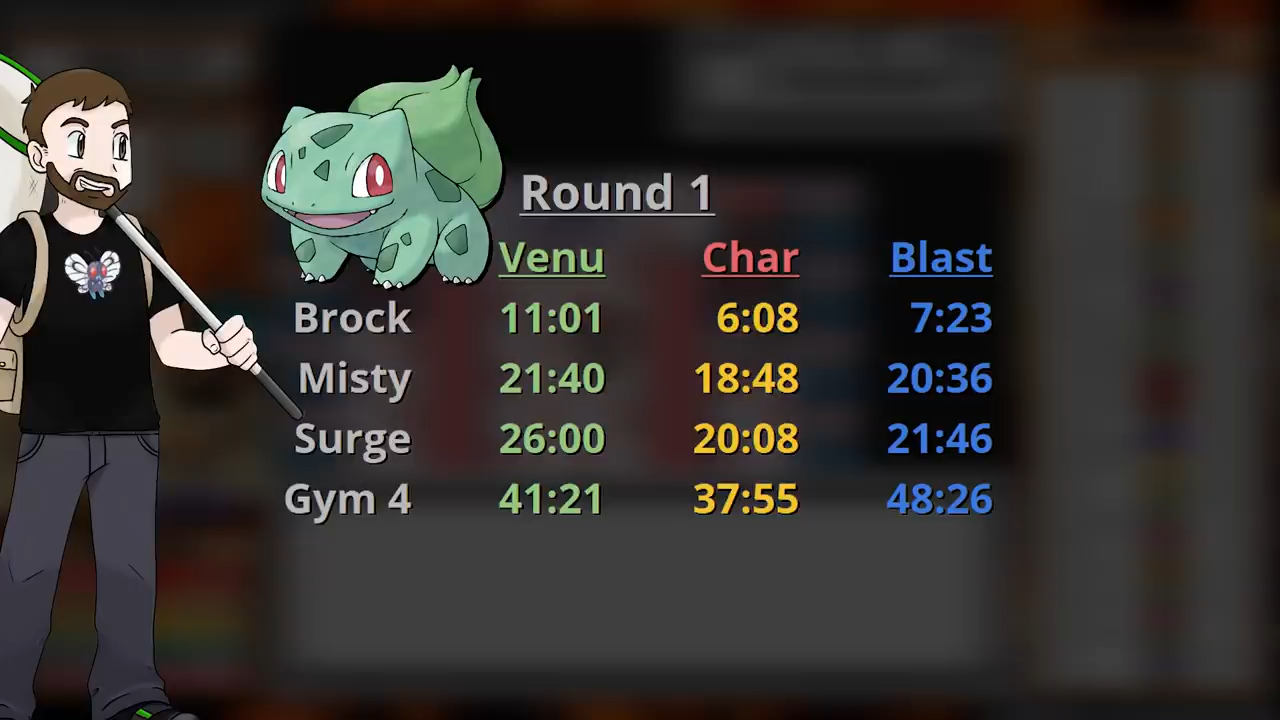 Round 1
Venu Char Blast
Brock 11:01 6:08 7:23
Misty 21:40 18:48 20:36
Surge 26:00 20:08 21:46
Gym 4 41:21 37:55 48:26